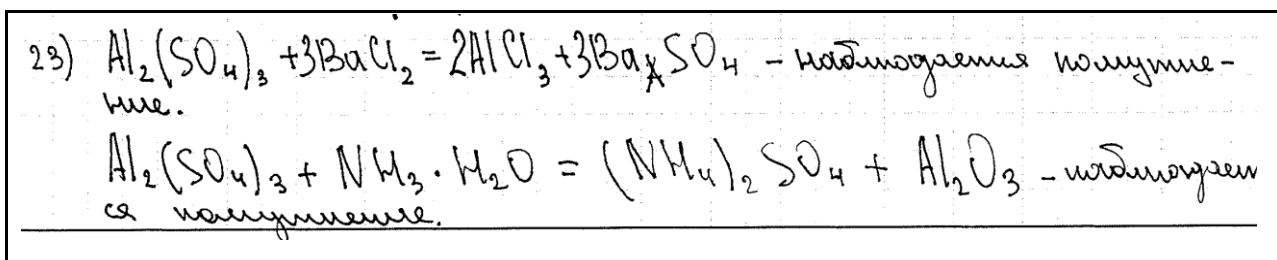 23) Al₂(SO₄)₃ + 3BaCl₂ = 2AlCl₃ + 3BaSO₄ – наблюдается помутне-
ние.
Al₂(SO₄)₃ + NH₃·H₂O = (NH₄)₂SO₄ + Al₂O₃ – наблюдает
ся помутнение.